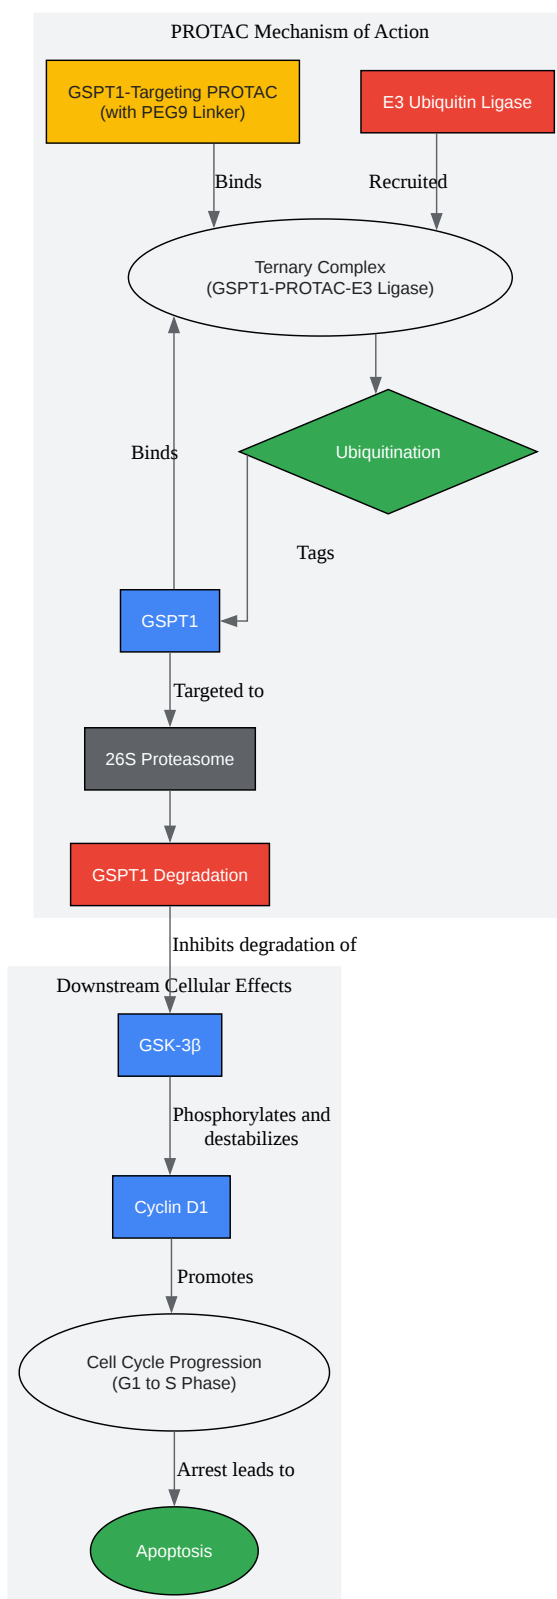 PROTAC Mechanism of Action
GSPT1-Targeting PROTAC
(with PEG9 Linker)
E3 Ubiquitin Ligase
Binds
Recruited
Ternary Complex
(GSPT1-PROTAC-E3 Ligase)
Binds
Ubiquitination
Tags
GSPT1
Targeted to
26S Proteasome
GSPT1 Degradation
Inhibits degradation of
Downstream Cellular Effects
GSK-3β
Phosphorylates and
destabilizes
Cyclin D1
Promotes
Cell Cycle Progression
(G1 to S Phase)
Arrest leads to
Apoptosis